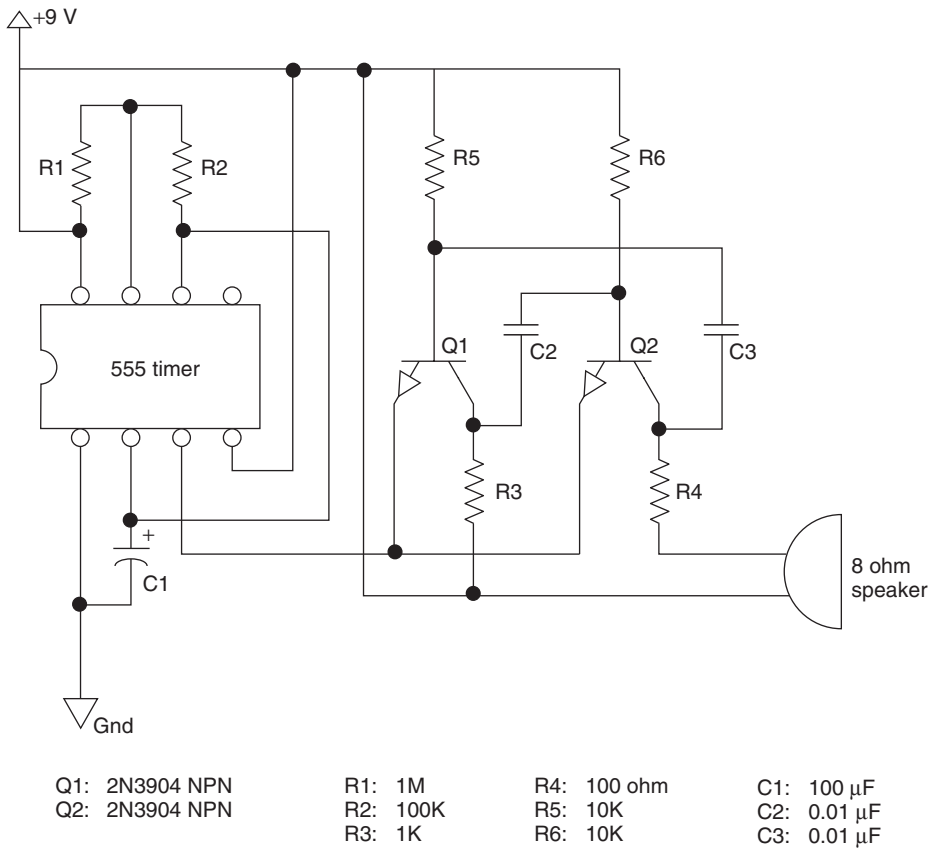 +9 V
R1
R2
R5
R6
555 timer
Q1
C2
Q2
C3
R3
R4
+
C1
8 ohm
speaker
Gnd
Q1: 2N3904 NPN
Q2: 2N3904 NPN
R1: 1M
R2: 100K
R3: 1K
R4: 100 ohm
R5: 10K
R6: 10K
C1: 100 μF
C2: 0.01 μF
C3: 0.01 μF